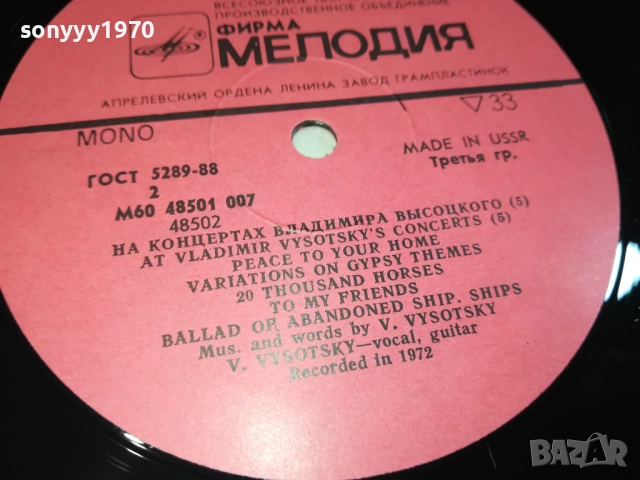 sonyyy1970
ПРОИЗВОДСТВЕННОЕ ОБЪЕДИНЕНИЕ
ФИРМА
МЕЛОДИЯ
АПРЕЛЕВСКИЙ ОРДЕНА ЛЕНИНА ЗАВОД ГРАМПЛАСТИНОК
MONO
▽33
ГОСТ 5289-88
MADE IN USSR
2
Третья гр.
М60 48501 007
48502
НА КОНЦЕРТАХ ВЛАДИМИРА ВЫСОЦКОГО (5)
AT VLADIMIR VYSOTSKY'S CONCERTS (5)
PEACE TO YOUR HOME
VARIATIONS ON GYPSY THEMES
20 THOUSAND HORSES
TO MY FRIENDS
BALLAD OF ABANDONED SHIP. SHIPS
Mus. and words by V. VYSOTSKY
V. VYSOTSKY—vocal, guitar
Recorded in 1972
BAZAR